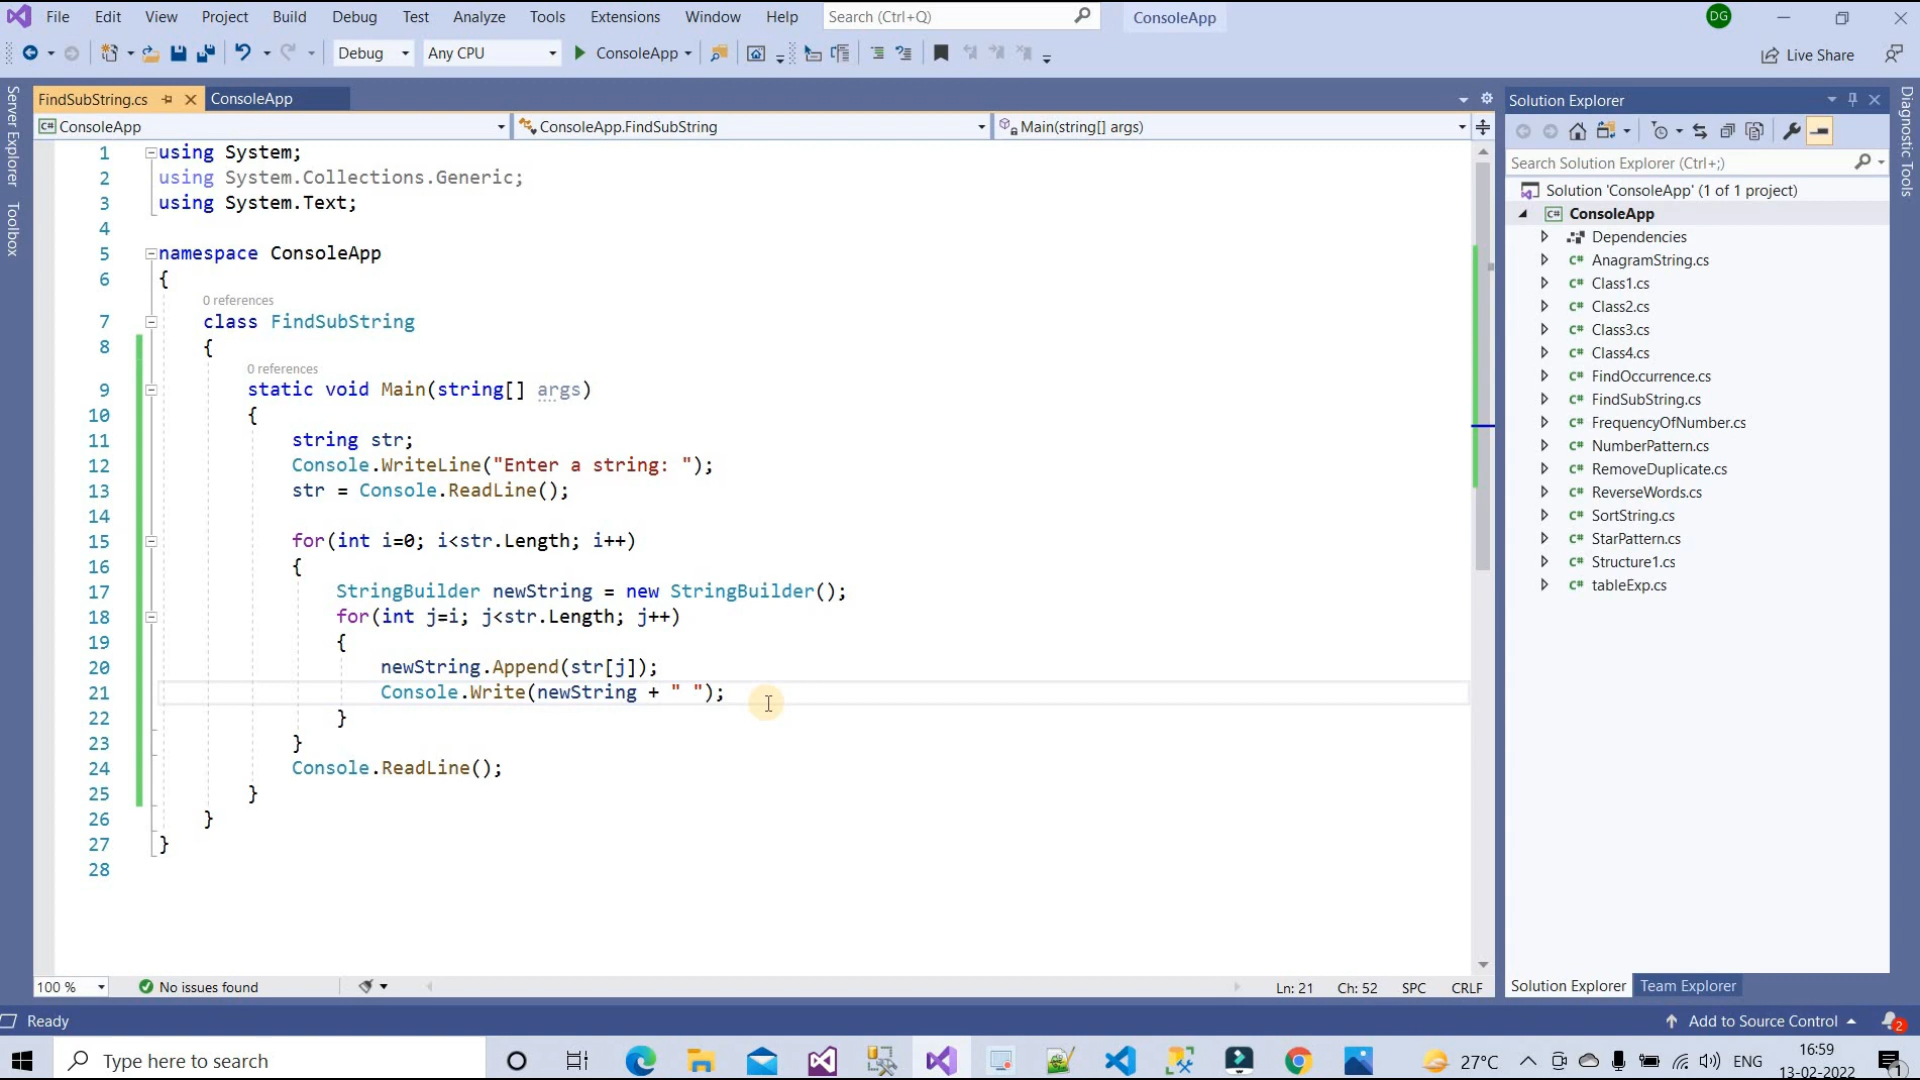 File Edit View Project Build Debug Test Analyze Tools Extensions Window Help Search (Ctrl+Q) ConsoleApp DG
Debug Any CPU ConsoleApp Live Share
Server Explorer
Toolbox
FindSubString.cs ConsoleApp
ConsoleApp ConsoleApp.FindSubString Main(string[] args)
1 using System;
2 using System.Collections.Generic;
3 using System.Text;
4
5 namespace ConsoleApp
6 {
0 references
7 class FindSubString
8 {
0 references
9 static void Main(string[] args)
10 {
11 string str;
12 Console.WriteLine("Enter a string: ");
13 str = Console.ReadLine();
14
15 for(int i=0; i<str.Length; i++)
16 {
17 StringBuilder newString = new StringBuilder();
18 for(int j=i; j<str.Length; j++)
19 {
20 newString.Append(str[j]);
21 Console.Write(newString + " ");
22 }
23 }
24 Console.ReadLine();
25 }
26 }
27 }
28
100 % No issues found Ln: 21 Ch: 52 SPC CRLF
Solution Explorer
Search Solution Explorer (Ctrl+;)
Solution 'ConsoleApp' (1 of 1 project)
C# ConsoleApp
Dependencies
C# AnagramString.cs
C# Class1.cs
C# Class2.cs
C# Class3.cs
C# Class4.cs
C# FindOccurrence.cs
C# FindSubString.cs
C# FrequencyOfNumber.cs
C# NumberPattern.cs
C# RemoveDuplicate.cs
C# ReverseWords.cs
C# SortString.cs
C# StarPattern.cs
C# Structure1.cs
C# tableExp.cs
Solution Explorer Team Explorer
Diagnostic Tools
Ready Add to Source Control 2
Type here to search 27°C ENG 16:59
13-02-2022 1